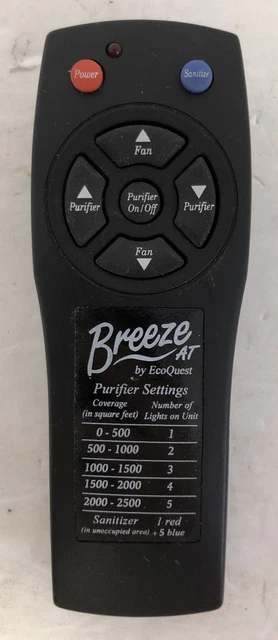 Power
Sanitize
Fan
Purifier
Purifier
On/Off
Purifier
Fan
Breeze AT
by EcoQuest
Purifier Settings
Coverage Number of
(in square feet) Lights on Unit
0 - 500 1
500 - 1000 2
1000 - 1500 3
1500 - 2000 4
2000 - 2500 5
Sanitizer 1 red
(in unoccupied area) + 5 blue